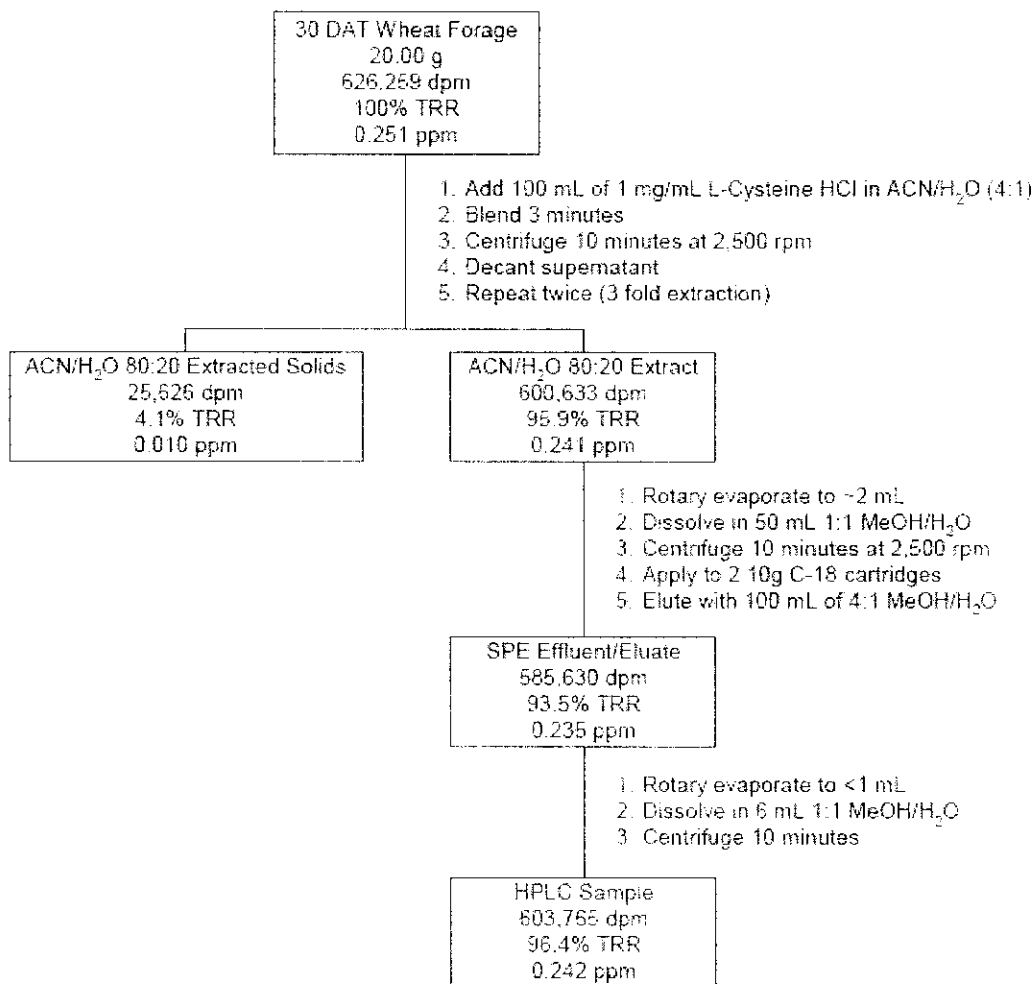 30 DAT Wheat Forage
20.00 g
626,259 dpm
100% TRR
0.251 ppm
1. Add 100 mL of 1 mg/mL L-Cysteine HCl in ACN/H₂O (4:1)
2. Blend 3 minutes
3. Centrifuge 10 minutes at 2,500 rpm
4. Decant supernatant
5. Repeat twice (3 fold extraction)
ACN/H₂O 80:20 Extracted Solids
25,626 dpm
4.1% TRR
0.010 ppm
ACN/H₂O 80:20 Extract
600,633 dpm
95.9% TRR
0.241 ppm
1. Rotary evaporate to ~2 mL
2. Dissolve in 50 mL 1:1 MeOH/H₂O
3. Centrifuge 10 minutes at 2,500 rpm
4. Apply to 2 10g C-18 cartridges
5. Elute with 100 mL of 4:1 MeOH/H₂O
SPE Effluent/Eluate
585,630 dpm
93.5% TRR
0.235 ppm
1. Rotary evaporate to <1 mL
2. Dissolve in 6 mL 1:1 MeOH/H₂O
3. Centrifuge 10 minutes
HPLC Sample
603,765 dpm
96.4% TRR
0.242 ppm